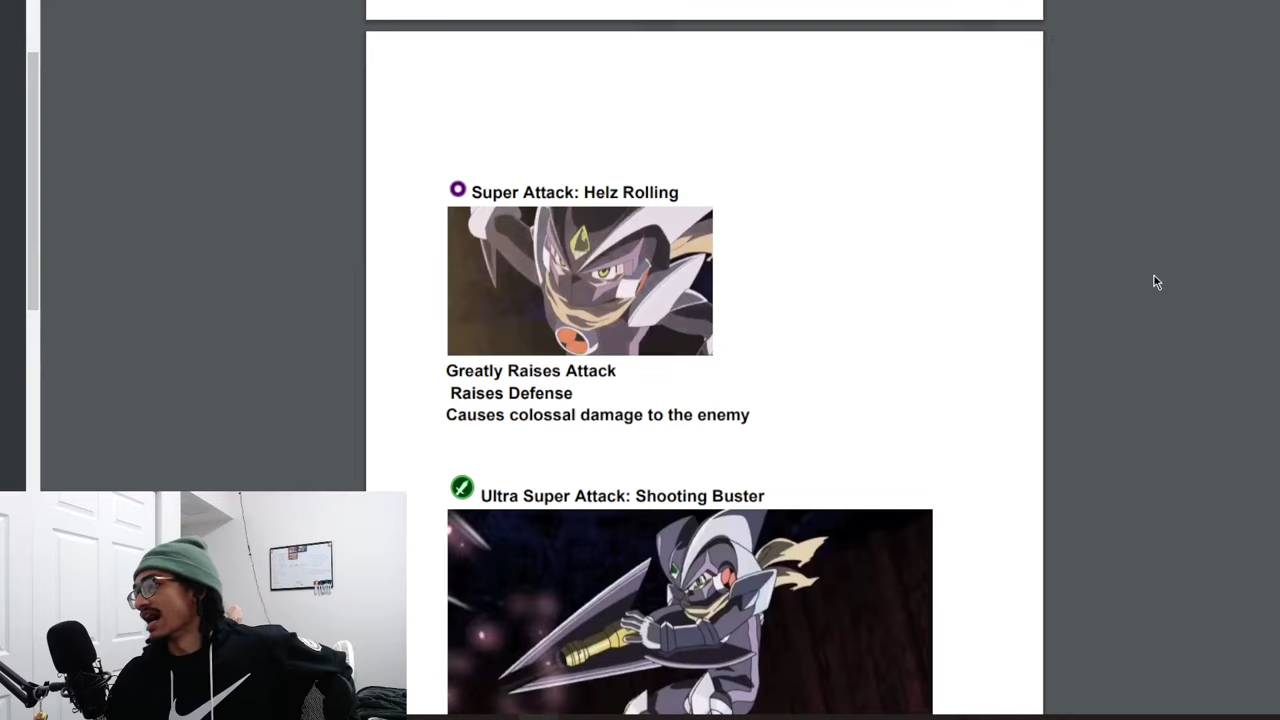 Super Attack: Helz Rolling
Greatly Raises Attack
Raises Defense
Causes colossal damage to the enemy
Ultra Super Attack: Shooting Buster